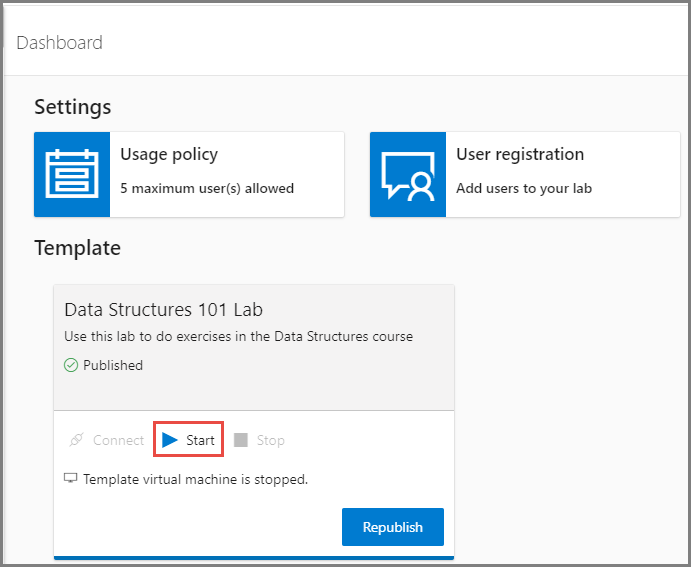 Dashboard
Settings
Usage policy
5 maximum user(s) allowed
User registration
Add users to your lab
Template
Data Structures 101 Lab
Use this lab to do exercises in the Data Structures course
Published
Connect Start Stop
Template virtual machine is stopped.
Republish